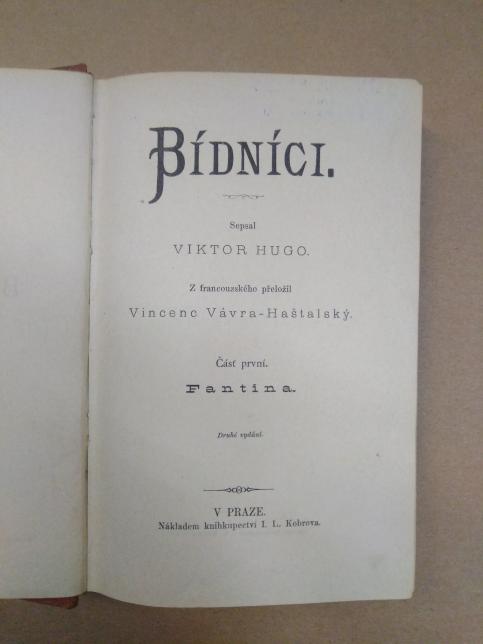 BÍDNÍCI.
Sepsal
VIKTOR HUGO.
Z francouzského přeložil
Vincenc Vávra-Haštalský.
Část první.
Fantina.
Druhé vydání.
V PRAZE.
Nákladem knihkupectví I. L. Kobrova.